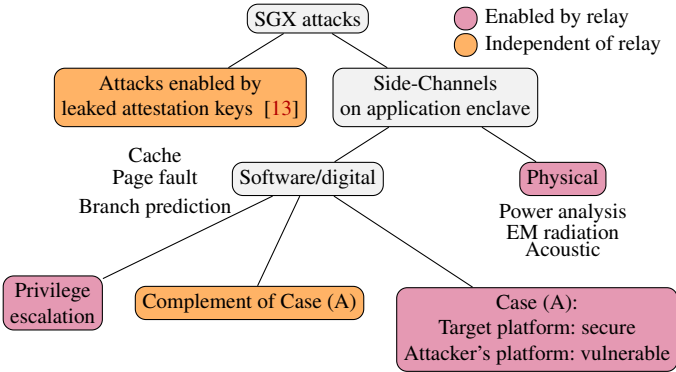 SGX attacks
Enabled by relay
Independent of relay
Attacks enabled by
leaked attestation keys [13]
Side-Channels
on application enclave
Cache
Page fault
Branch prediction
Software/digital
Physical
Power analysis
EM radiation
Acoustic
Privilege
escalation
Complement of Case (A)
Case (A):
Target platform: secure
Attacker's platform: vulnerable